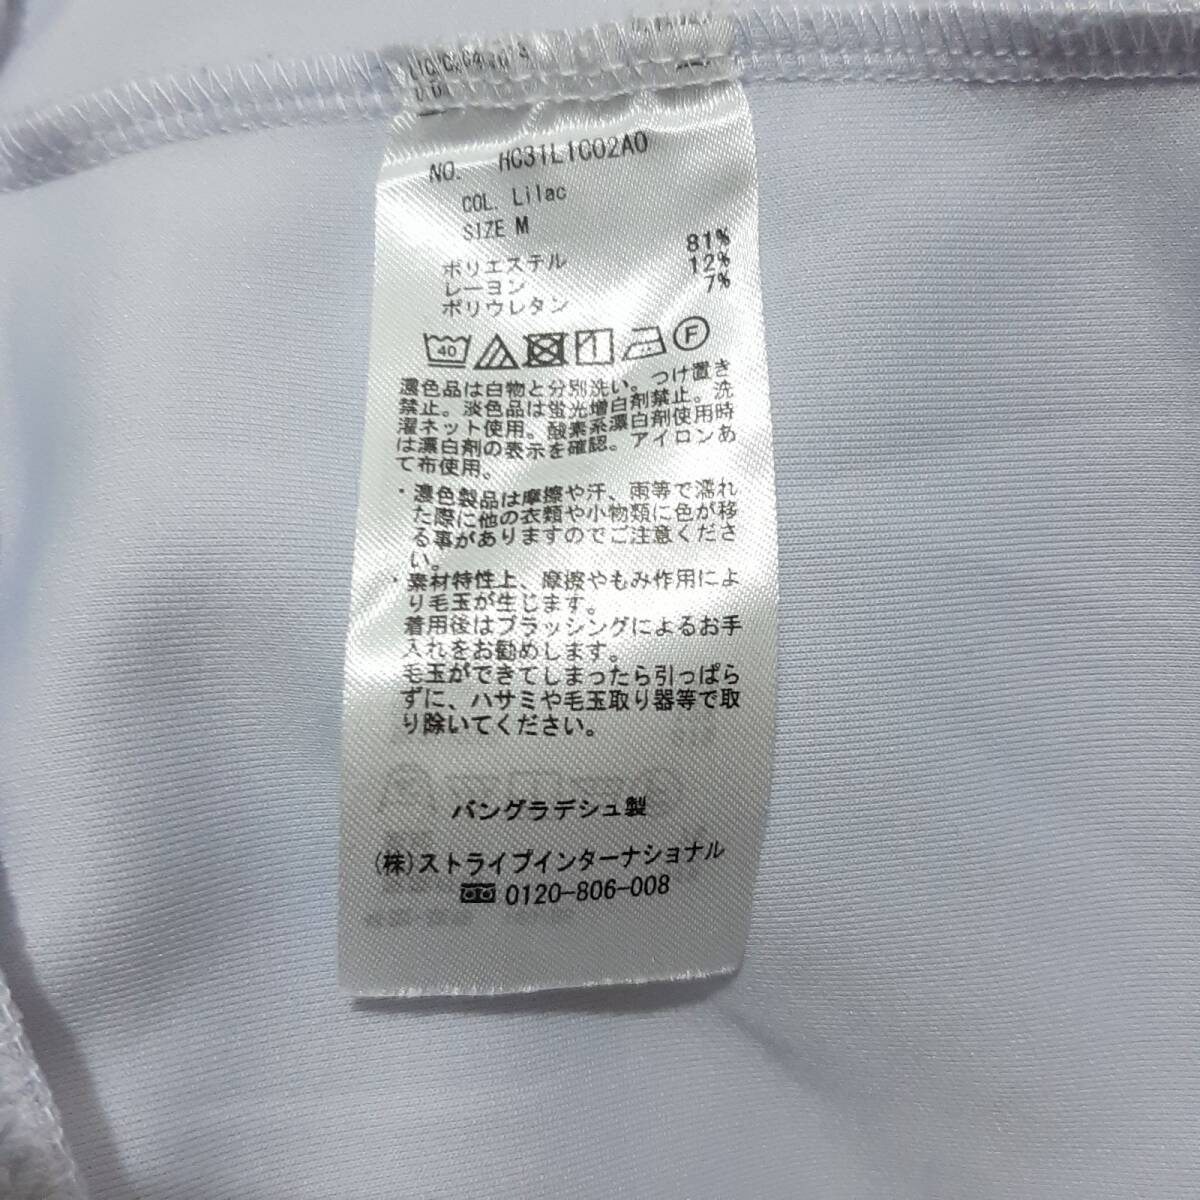 NO. HC31L1C02A0
COL. Lilac
SIZE M
ポリエステル 81%
レーヨン 12%
ポリウレタン 7%
40 F
濃色品は白物と分別洗い。つけ置き
禁止。淡色品は蛍光増白剤禁止。洗
濯ネット使用。酸素系漂白剤使用時
は漂白剤の表示を確認。アイロンあ
て布使用。
・濃色製品は摩擦や汗、雨等で濡れ
た際に他の衣類や小物類に色が移
る事がありますのでご注意くださ
い。
・素材特性上、摩擦やもみ作用によ
り毛玉が生じます。
着用後はブラッシングによるお手
入れをお勧めします。
毛玉ができてしまったら引っぱら
ずに、ハサミや毛玉取り器等で取
り除いてください。
バングラデシュ製
(株)ストライプインターナショナル
0120-806-008